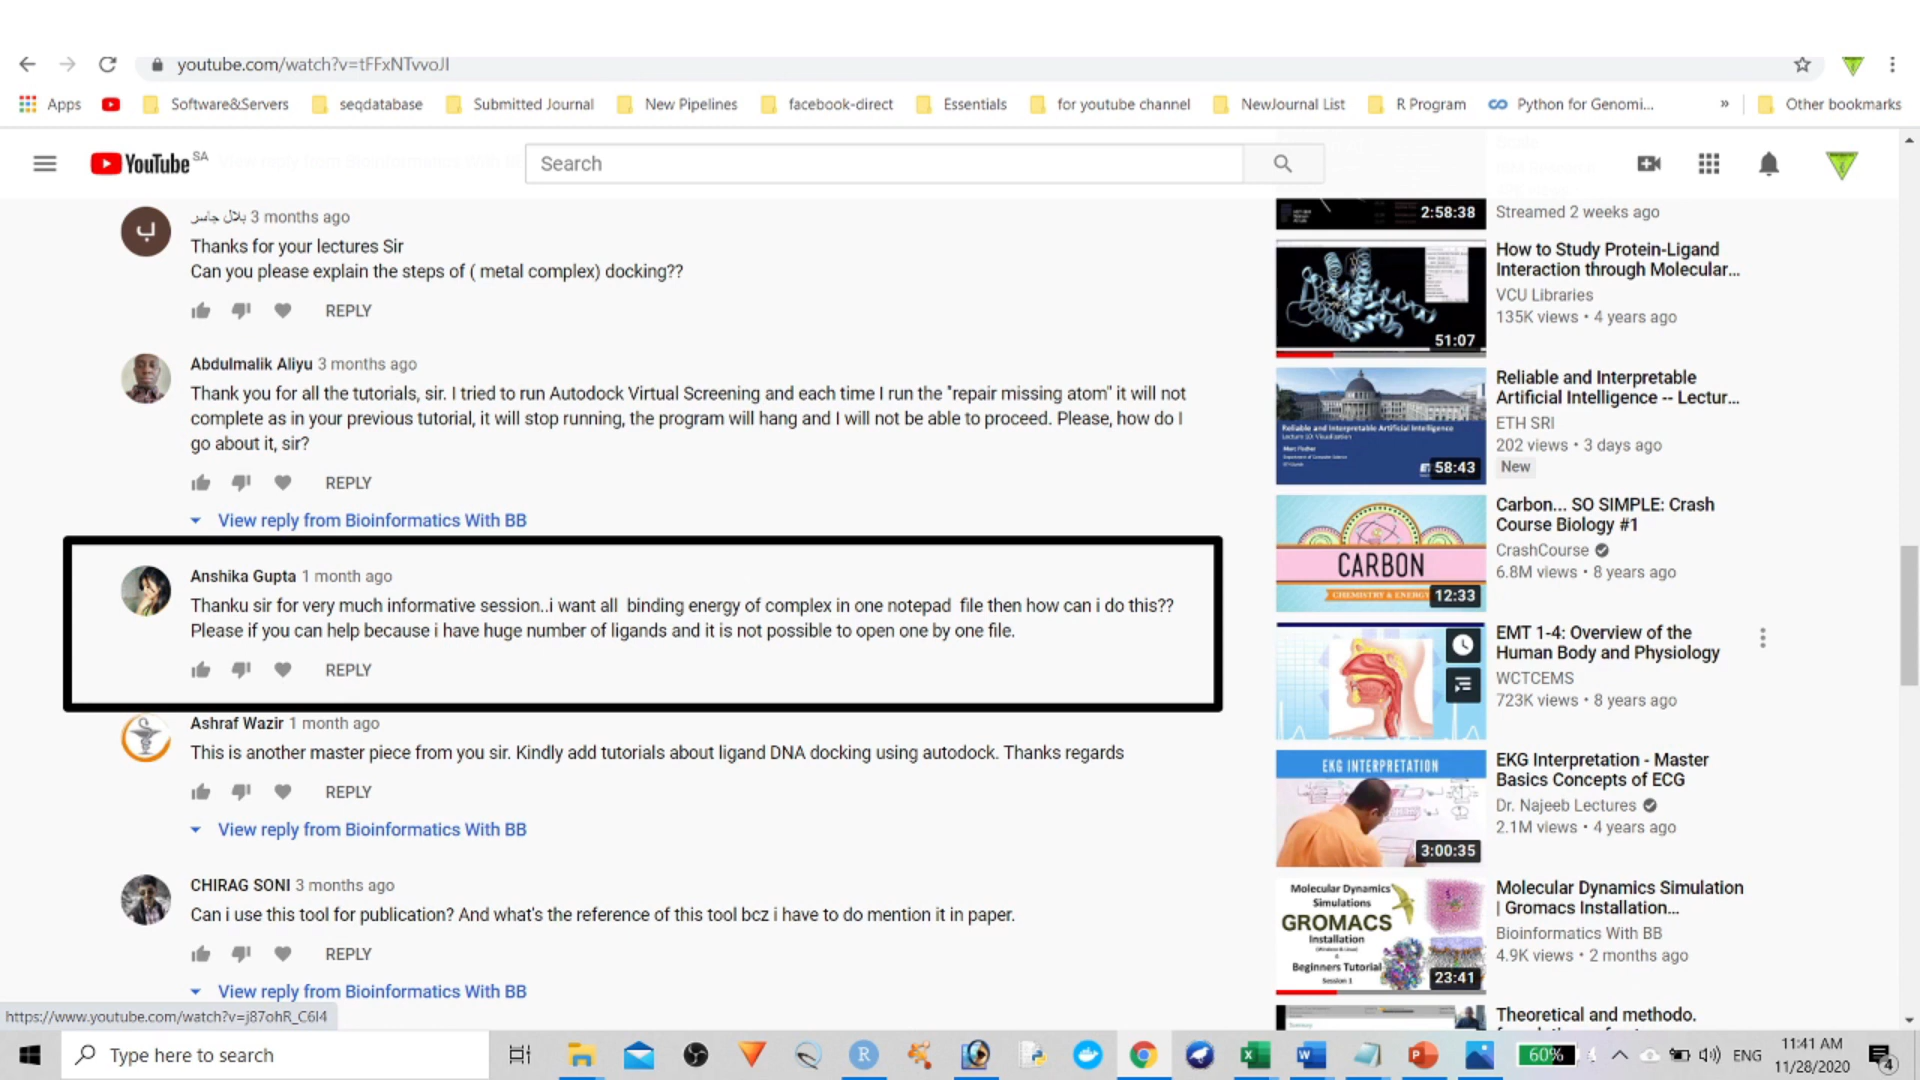 youtube.com/watch?v=tFFxNTvvoJI
Apps
Software&Servers
seqdatabase
Submitted Journal
New Pipelines
facebook-direct
Essentials
for youtube channel
NewJournal List
R Program
Python for Genomi...
»
Other bookmarks
YouTube SA
Search
بلال جاسر 3 months ago
Thanks for your lectures Sir
Can you please explain the steps of ( metal complex) docking??
REPLY
Abdulmalik Aliyu 3 months ago
Thank you for all the tutorials, sir. I tried to run Autodock Virtual Screening and each time I run the "repair missing atom" it will not
complete as in your previous tutorial, it will stop running, the program will hang and I will not be able to proceed. Please, how do I
go about it, sir?
REPLY
View reply from Bioinformatics With BB
Anshika Gupta 1 month ago
Thanku sir for very much informative session..i want all binding energy of complex in one notepad file then how can i do this??
Please if you can help because i have huge number of ligands and it is not possible to open one by one file.
REPLY
Ashraf Wazir 1 month ago
This is another master piece from you sir. Kindly add tutorials about ligand DNA docking using autodock. Thanks regards
REPLY
View reply from Bioinformatics With BB
CHIRAG SONI 3 months ago
Can i use this tool for publication? And what's the reference of this tool bcz i have to do mention it in paper.
REPLY
View reply from Bioinformatics With BB
https://www.youtube.com/watch?v=j87ohR_C6I4
2:58:38
Streamed 2 weeks ago
51:07
How to Study Protein-Ligand
Interaction through Molecular...
VCU Libraries
135K views • 4 years ago
Reliable and Interpretable Artificial Intelligence
58:43
Reliable and Interpretable
Artificial Intelligence -- Lectur...
ETH SRI
202 views • 3 days ago
New
CARBON
CHEMISTRY & ENERGY
12:33
Carbon... SO SIMPLE: Crash
Course Biology #1
CrashCourse
6.8M views • 8 years ago
EMT 1-4: Overview of the
Human Body and Physiology
WCTCEMS
723K views • 8 years ago
EKG INTERPRETATION
3:00:35
EKG Interpretation - Master
Basics Concepts of ECG
Dr. Najeeb Lectures
2.1M views • 4 years ago
Molecular Dynamics
Simulations
GROMACS
Installation
(Windows & Linux)
&
Beginners Tutorial
Session 1
23:41
Molecular Dynamics Simulation
| Gromacs Installation...
Bioinformatics With BB
4.9K views • 2 months ago
Theoretical and methodo.
Type here to search
60%
ENG
11:41 AM
11/28/2020
4